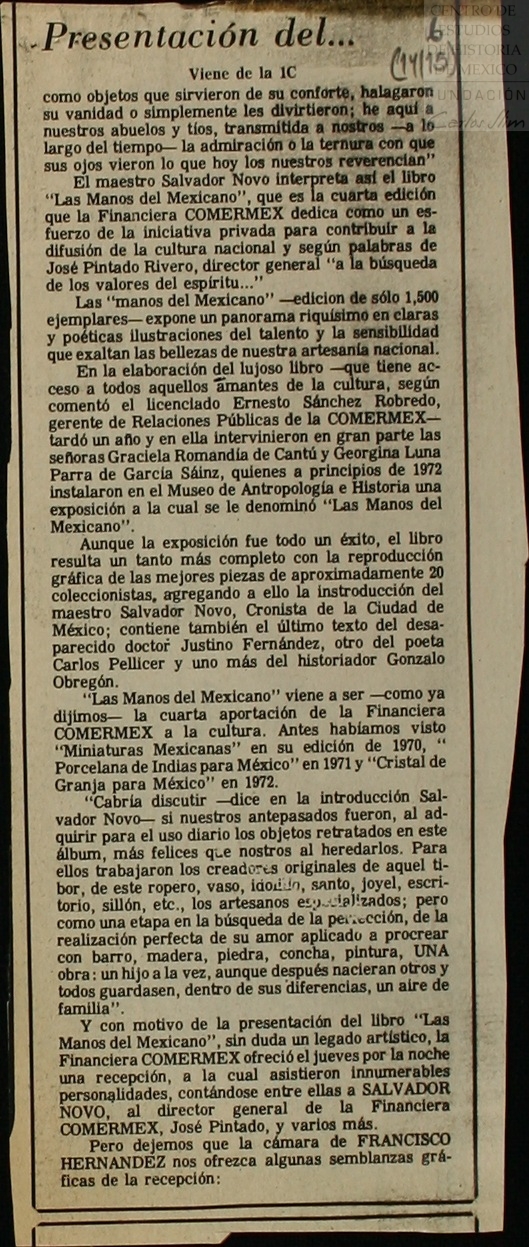 CENTRO DE
ESTUDIOS
DE HISTORIA
DE MEXICO
FUNDACIÓN
Carlos Slim
6
(14/15)
Presentación del...
Viene de la 1C
como objetos que sirvieron de su conforte, halagaron
su vanidad o simplemente les divirtieron; he aquí a
nuestros abuelos y tíos, transmitida a nostros —a lo
largo del tiempo— la admiración o la ternura con que
sus ojos vieron lo que hoy los nuestros reverencian"
El maestro Salvador Novo interpreta así el libro
"Las Manos del Mexicano", que es la cuarta edición
que la Financiera COMERMEX dedica como un es-
fuerzo de la iniciativa privada para contribuir a la
difusión de la cultura nacional y según palabras de
José Pintado Rivero, director general "a la búsqueda
de los valores del espíritu..."
Las "manos del Mexicano" —edicion de sólo 1,500
ejemplares— expone un panorama riquísimo en claras
y poéticas ilustraciones del talento y la sensibilidad
que exaltan las bellezas de nuestra artesanía nacional.
En la elaboración del lujoso libro —que tiene ac-
ceso a todos aquellos amantes de la cultura, según
comentó el licenciado Ernesto Sánchez Robredo,
gerente de Relaciones Públicas de la COMERMEX—
tardó un año y en ella intervinieron en gran parte las
señoras Graciela Romandía de Cantú y Georgina Luna
Parra de García Sáinz, quienes a principios de 1972
instalaron en el Museo de Antropología e Historia una
exposición a la cual se le denominó "Las Manos del
Mexicano".
Aunque la exposición fue todo un éxito, el libro
resulta un tanto más completo con la reproducción
gráfica de las mejores piezas de aproximadamente 20
coleccionistas, agregando a ello la instroducción del
maestro Salvador Novo, Cronista de la Ciudad de
México; contiene también el último texto del desa-
parecido doctor Justino Fernández, otro del poeta
Carlos Pellicer y uno más del historiador Gonzalo
Obregón.
"Las Manos del Mexicano" viene a ser —como ya
dijimos— la cuarta aportación de la Financiera
COMERMEX a la cultura. Antes habíamos visto
"Miniaturas Mexicanas" en su edición de 1970, "
Porcelana de Indias para México" en 1971 y "Cristal de
Granja para México" en 1972.
"Cabría discutir —dice en la introducción Sal-
vador Novo— si nuestros antepasados fueron, al ad-
quirir para el uso diario los objetos retratados en este
álbum, más felices que nostros al heredarlos. Para
ellos trabajaron los creadores originales de aquel ti-
bor, de este ropero, vaso, santo, joyel, escri-
torio, sillón, etc., los artesanos especializados; pero
como una etapa en la búsqueda de la perfección, de la
realización perfecta de su amor aplicado a procrear
con barro, madera, piedra, concha, pintura, UNA
obra: un hijo a la vez, aunque después nacieran otros y
todos guardasen, dentro de sus diferencias, un aire de
familia".
Y con motivo de la presentación del libro "Las
Manos del Mexicano", sin duda un legado artístico, la
Financiera COMERMEX ofreció el jueves por la noche
una recepción, a la cual asistieron innumerables
personalidades, contándose entre ellas a SALVADOR
NOVO, al director general de la Financiera
COMERMEX, José Pintado, y varios más.
Pero dejemos que la cámara de FRANCISCO
HERNANDEZ nos ofrezca algunas semblanzas grá-
ficas de la recepción: